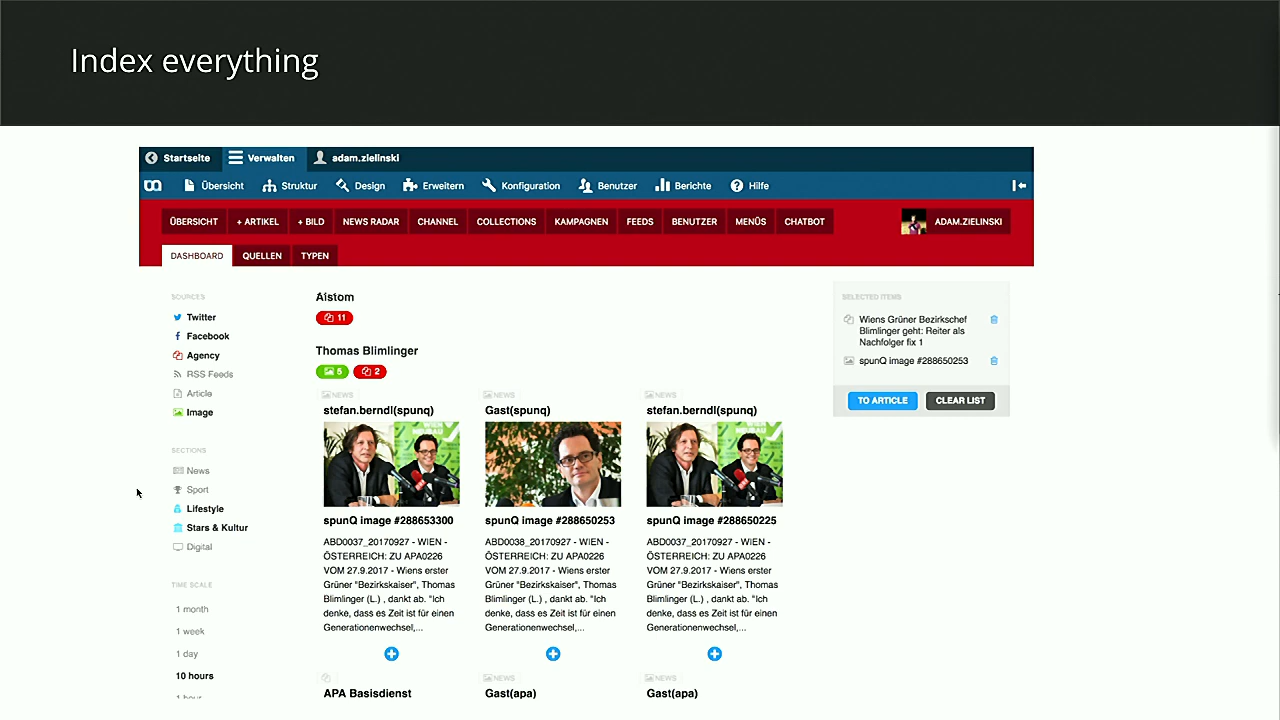 Index everything
Startseite Verwalten adam.zielinski
Übersicht Struktur Design Erweitern Konfiguration Benutzer Berichte Hilfe
ÜBERSICHT + ARTIKEL + BILD NEWS RADAR CHANNEL COLLECTIONS KAMPAGNEN FEEDS BENUTZER MENÜS CHATBOT ADAM.ZIELINSKI
DASHBOARD QUELLEN TYPEN
SOURCES
Twitter
Facebook
Agency
RSS Feeds
Article
Image
SECTIONS
News
Sport
Lifestyle
Stars & Kultur
Digital
TIME SCALE
1 month
1 week
1 day
10 hours
1 hour
Alstom
11
Thomas Blimlinger
5 2
NEWS
stefan.berndl(spunq)
spunQ image #288653300
ABD0037_20170927 - WIEN -
ÖSTERREICH: ZU APA0226
VOM 27.9.2017 - Wiens erster
Grüner "Bezirkskaiser", Thomas
Blimlinger (L.) , dankt ab. "Ich
denke, dass es Zeit ist für einen
Generationenwechsel,...
APA Basisdienst
NEWS
Gast(spunq)
spunQ image #288650253
ABD0038_20170927 - WIEN -
ÖSTERREICH: ZU APA0226
VOM 27.9.2017 - Wiens erster
Grüner "Bezirkskaiser", Thomas
Blimlinger (L.) , dankt ab. "Ich
denke, dass es Zeit ist für einen
Generationenwechsel,...
NEWS
Gast(apa)
NEWS
stefan.berndl(spunq)
spunQ image #288650225
ABD0037_20170927 - WIEN -
ÖSTERREICH: ZU APA0226
VOM 27.9.2017 - Wiens erster
Grüner "Bezirkskaiser", Thomas
Blimlinger (L.) , dankt ab. "Ich
denke, dass es Zeit ist für einen
Generationenwechsel,...
NEWS
Gast(apa)
SELECTED ITEMS
Wiens Grüner Bezirkschef
Blimlinger geht: Reiter als
Nachfolger fix 1
spunQ image #288650253
TO ARTICLE CLEAR LIST